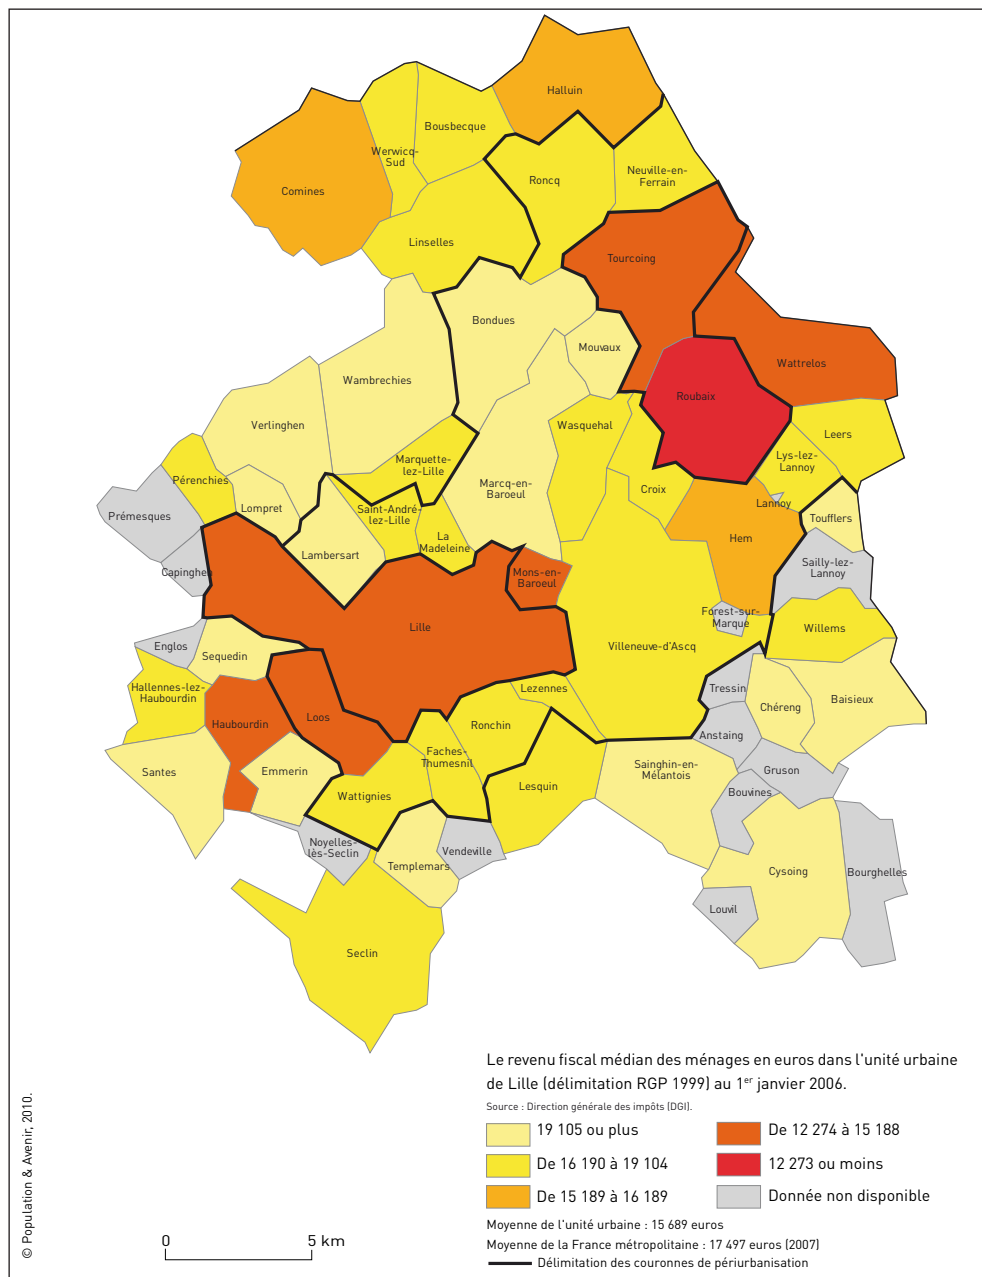 Halluin
Bousbecque
Werwicq-
Sud
Comines
Roncq
Neuville-en-
Ferrain
Linselles
Tourcoing
Bondues
Mouvaux
Wattrelos
Wambrechies
Roubaix
Verlinghen
Wasquehal
Leers
Marquette-
lez-Lille
Lys-lez-
Lannoy
Pérenchies
Marcq-en-
Baroeul
Croix
Lannoy
Prémesques
Lompret
Saint-André-
lez-Lille
Toufflers
La
Madeleine
Hem
Lambersart
Capinghen
Mons-en-
Baroeul
Sailly-lez-
Lannoy
Forest-sur-
Marque
Lille
Willems
Englos
Sequedin
Villeneuve-d'Ascq
Hallennes-lez-
Haubourdin
Lezennes
Tressin
Baisieux
Chéreng
Haubourdin
Loos
Ronchin
Anstaing
Faches-
Thumesnil
Santes
Emmerin
Sainghin-en-
Mélantois
Gruson
Wattignies
Lesquin
Bouvines
Noyelles-
lès-Seclin
Vendeville
Templemars
Cysoing
Bourghelles
Louvil
Seclin
Le revenu fiscal médian des ménages en euros dans l'unité urbaine
de Lille (délimitation RGP 1999) au 1er janvier 2006.
Source : Direction générale des impôts (DGI).
19 105 ou plus
De 16 190 à 19 104
De 15 189 à 16 189
De 12 274 à 15 188
12 273 ou moins
Donnée non disponible
Moyenne de l'unité urbaine : 15 689 euros
Moyenne de la France métropolitaine : 17 497 euros (2007)
Délimitation des couronnes de périurbanisation
0 5 km
© Population & Avenir, 2010.